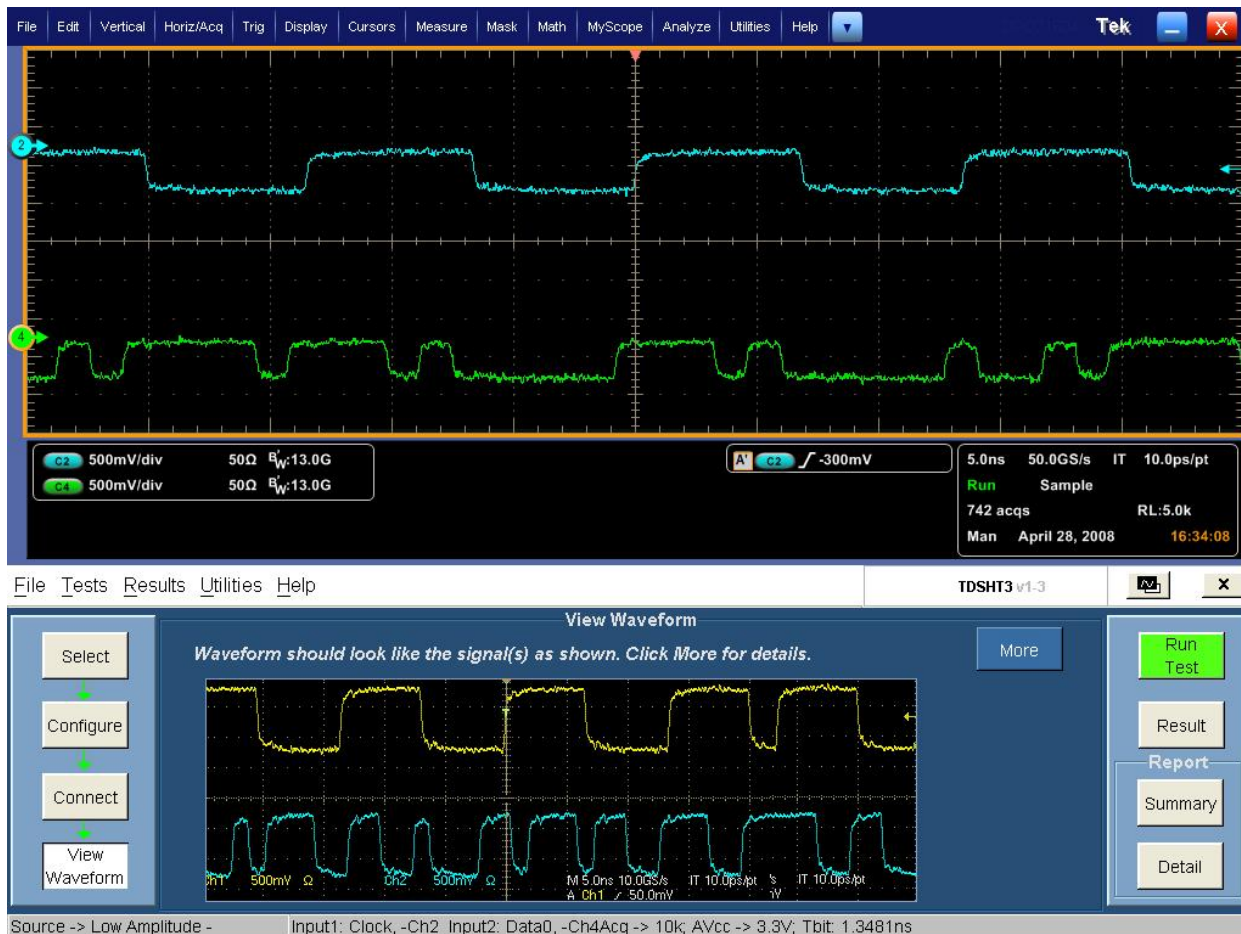 File Edit Vertical Horiz/Acq Trig Display Cursors Measure Mask Math MyScope Analyze Utilities Help Tek X
2
4
C2 500mV/div 50Ω BW:13.0G
C4 500mV/div 50Ω BW:13.0G
A' C2 -300mV
5.0ns 50.0GS/s IT 10.0ps/pt
Run Sample
742 acqs RL:5.0k
Man April 28, 2008 16:34:08
File Tests Results Utilities Help TDSHT3 v1-3 x
View Waveform
Waveform should look like the signal(s) as shown. Click More for details.
More
Select
Configure
Connect
View
Waveform
Ch1 500mV Ω Ch2 500mV Ω M 5.0ns 10.0GS/s IT 10.0ps/pt
A Ch1 50.0mV
IT 10.0ps/pt
Run
Test
Result
Report
Summary
Detail
Source -> Low Amplitude - Input1: Clock, -Ch2 Input2: Data0, -Ch4Acq -> 10k; AVcc -> 3.3V; Tbit: 1.3481ns